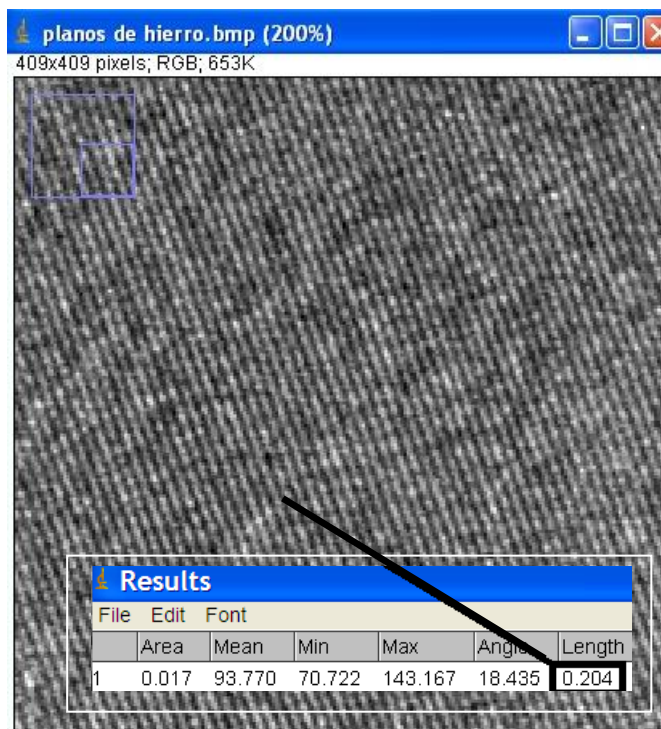 planos de hierro.bmp (200%)
409x409 pixels; RGB; 653K
Results
File Edit Font
Area Mean Min Max Angle Length
1 0.017 93.770 70.722 143.167 18.435 0.204